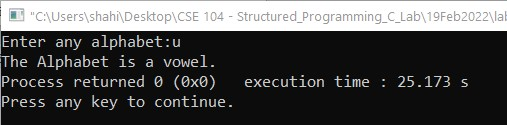 "C:\Users\shahi\Desktop\CSE 104 - Structured_Programming_C_Lab\19Feb2022\lab
Enter any alphabet:u
The Alphabet is a vowel.
Process returned 0 (0x0)   execution time : 25.173 s
Press any key to continue.